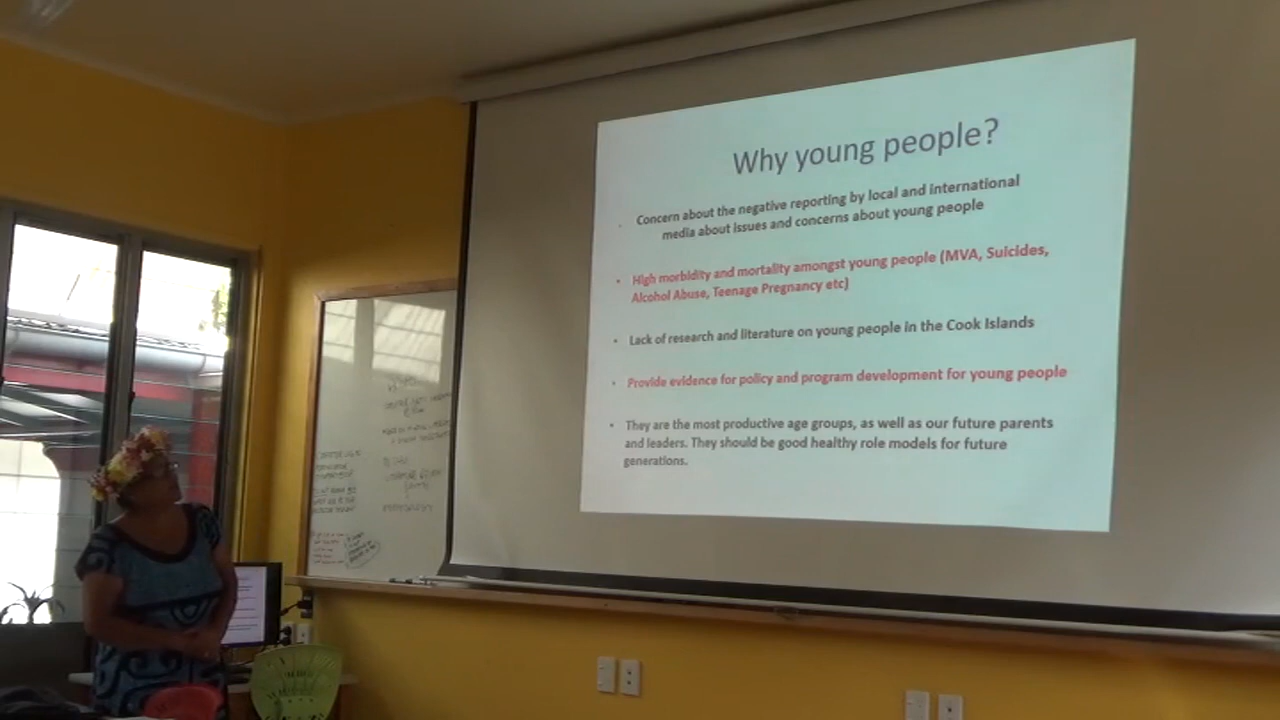 Why young people?
Concern about the negative reporting by local and international
media about issues and concerns about young people
• High morbidity and mortality amongst young people (MVA, Suicides,
Alcohol Abuse, Teenage Pregnancy etc)
• Lack of research and literature on young people in the Cook Islands
• Provide evidence for policy and program development for young people
• They are the most productive age groups, as well as our future parents
and leaders. They should be good healthy role models for future
generations.